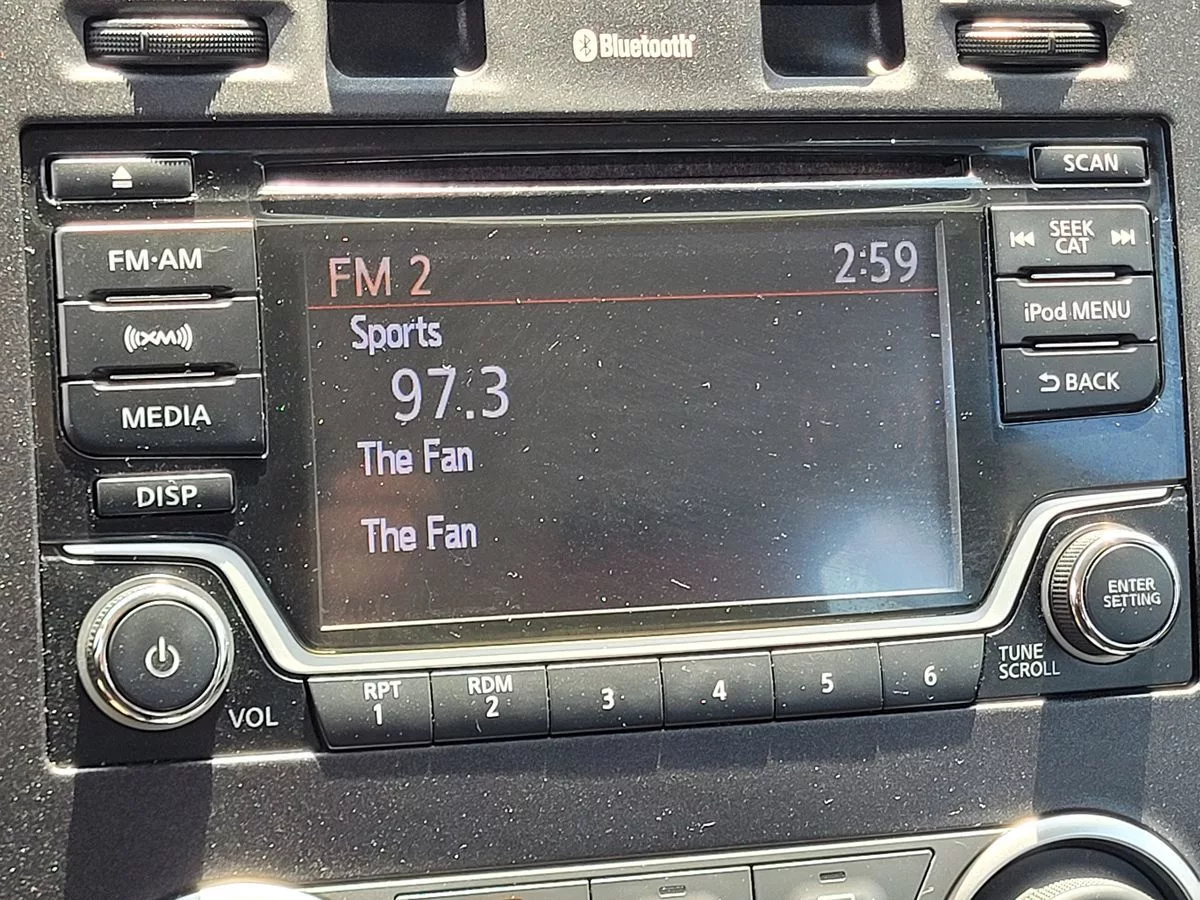 Bluetooth
SCAN
FM·AM
SEEK
CAT
((XM))
iPod MENU
MEDIA
BACK
DISP
FM 2 2:59
Sports
97.3
The Fan
The Fan
ENTER
SETTING
TUNE
SCROLL
VOL
RPT
1
RDM
2
3
4
5
6